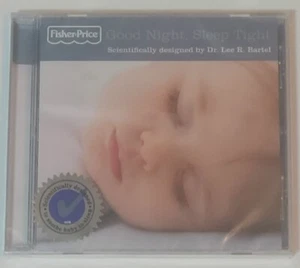 Fisher-Price
Good Night, Sleep Tight
Scientifically designed by Dr. Lee R. Bartel